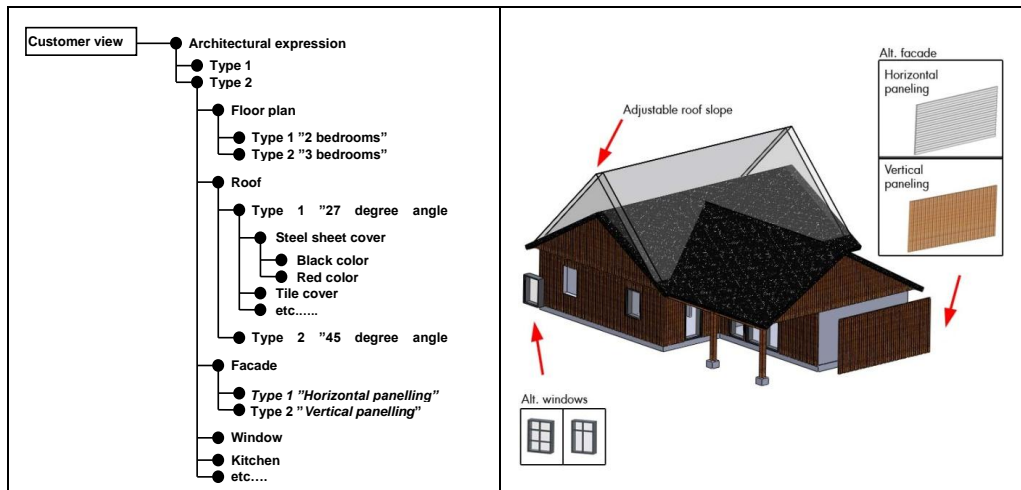 Customer view
Architectural expression
Type 1
Type 2
Floor plan
Type 1 ”2 bedrooms”
Type 2 ”3 bedrooms”
Roof
Type 1 ”27 degree angle
Steel sheet cover
Black color
Red color
Tile cover
etc......
Type 2 ”45 degree angle
Facade
Type 1 ”Horizontal panelling”
Type 2 ”Vertical panelling”
Window
Kitchen
etc....
Alt. facade
Horizontal
paneling
Adjustable roof slope
Vertical
paneling
Alt. windows